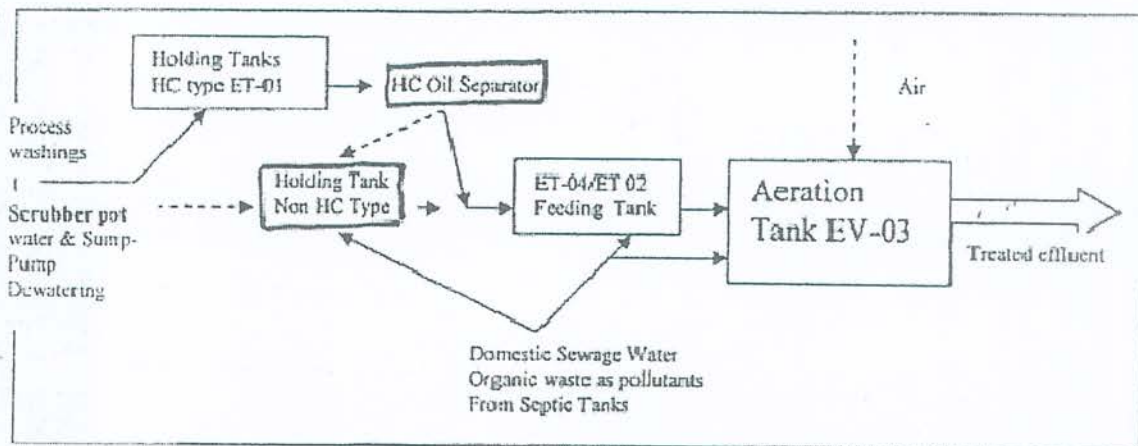 Holding Tanks
HC type ET-01
HC Oil Separator
Air
Process
washings
Holding Tank
Non HC Type
ET-04/ET 02
Feeding Tank
Aeration
Tank EV-03
Scrubber pot
water & Sump-
Pump
Dewatering
Treated effluent
Domestic Sewage Water
Organic waste as pollutants
From Septic Tanks